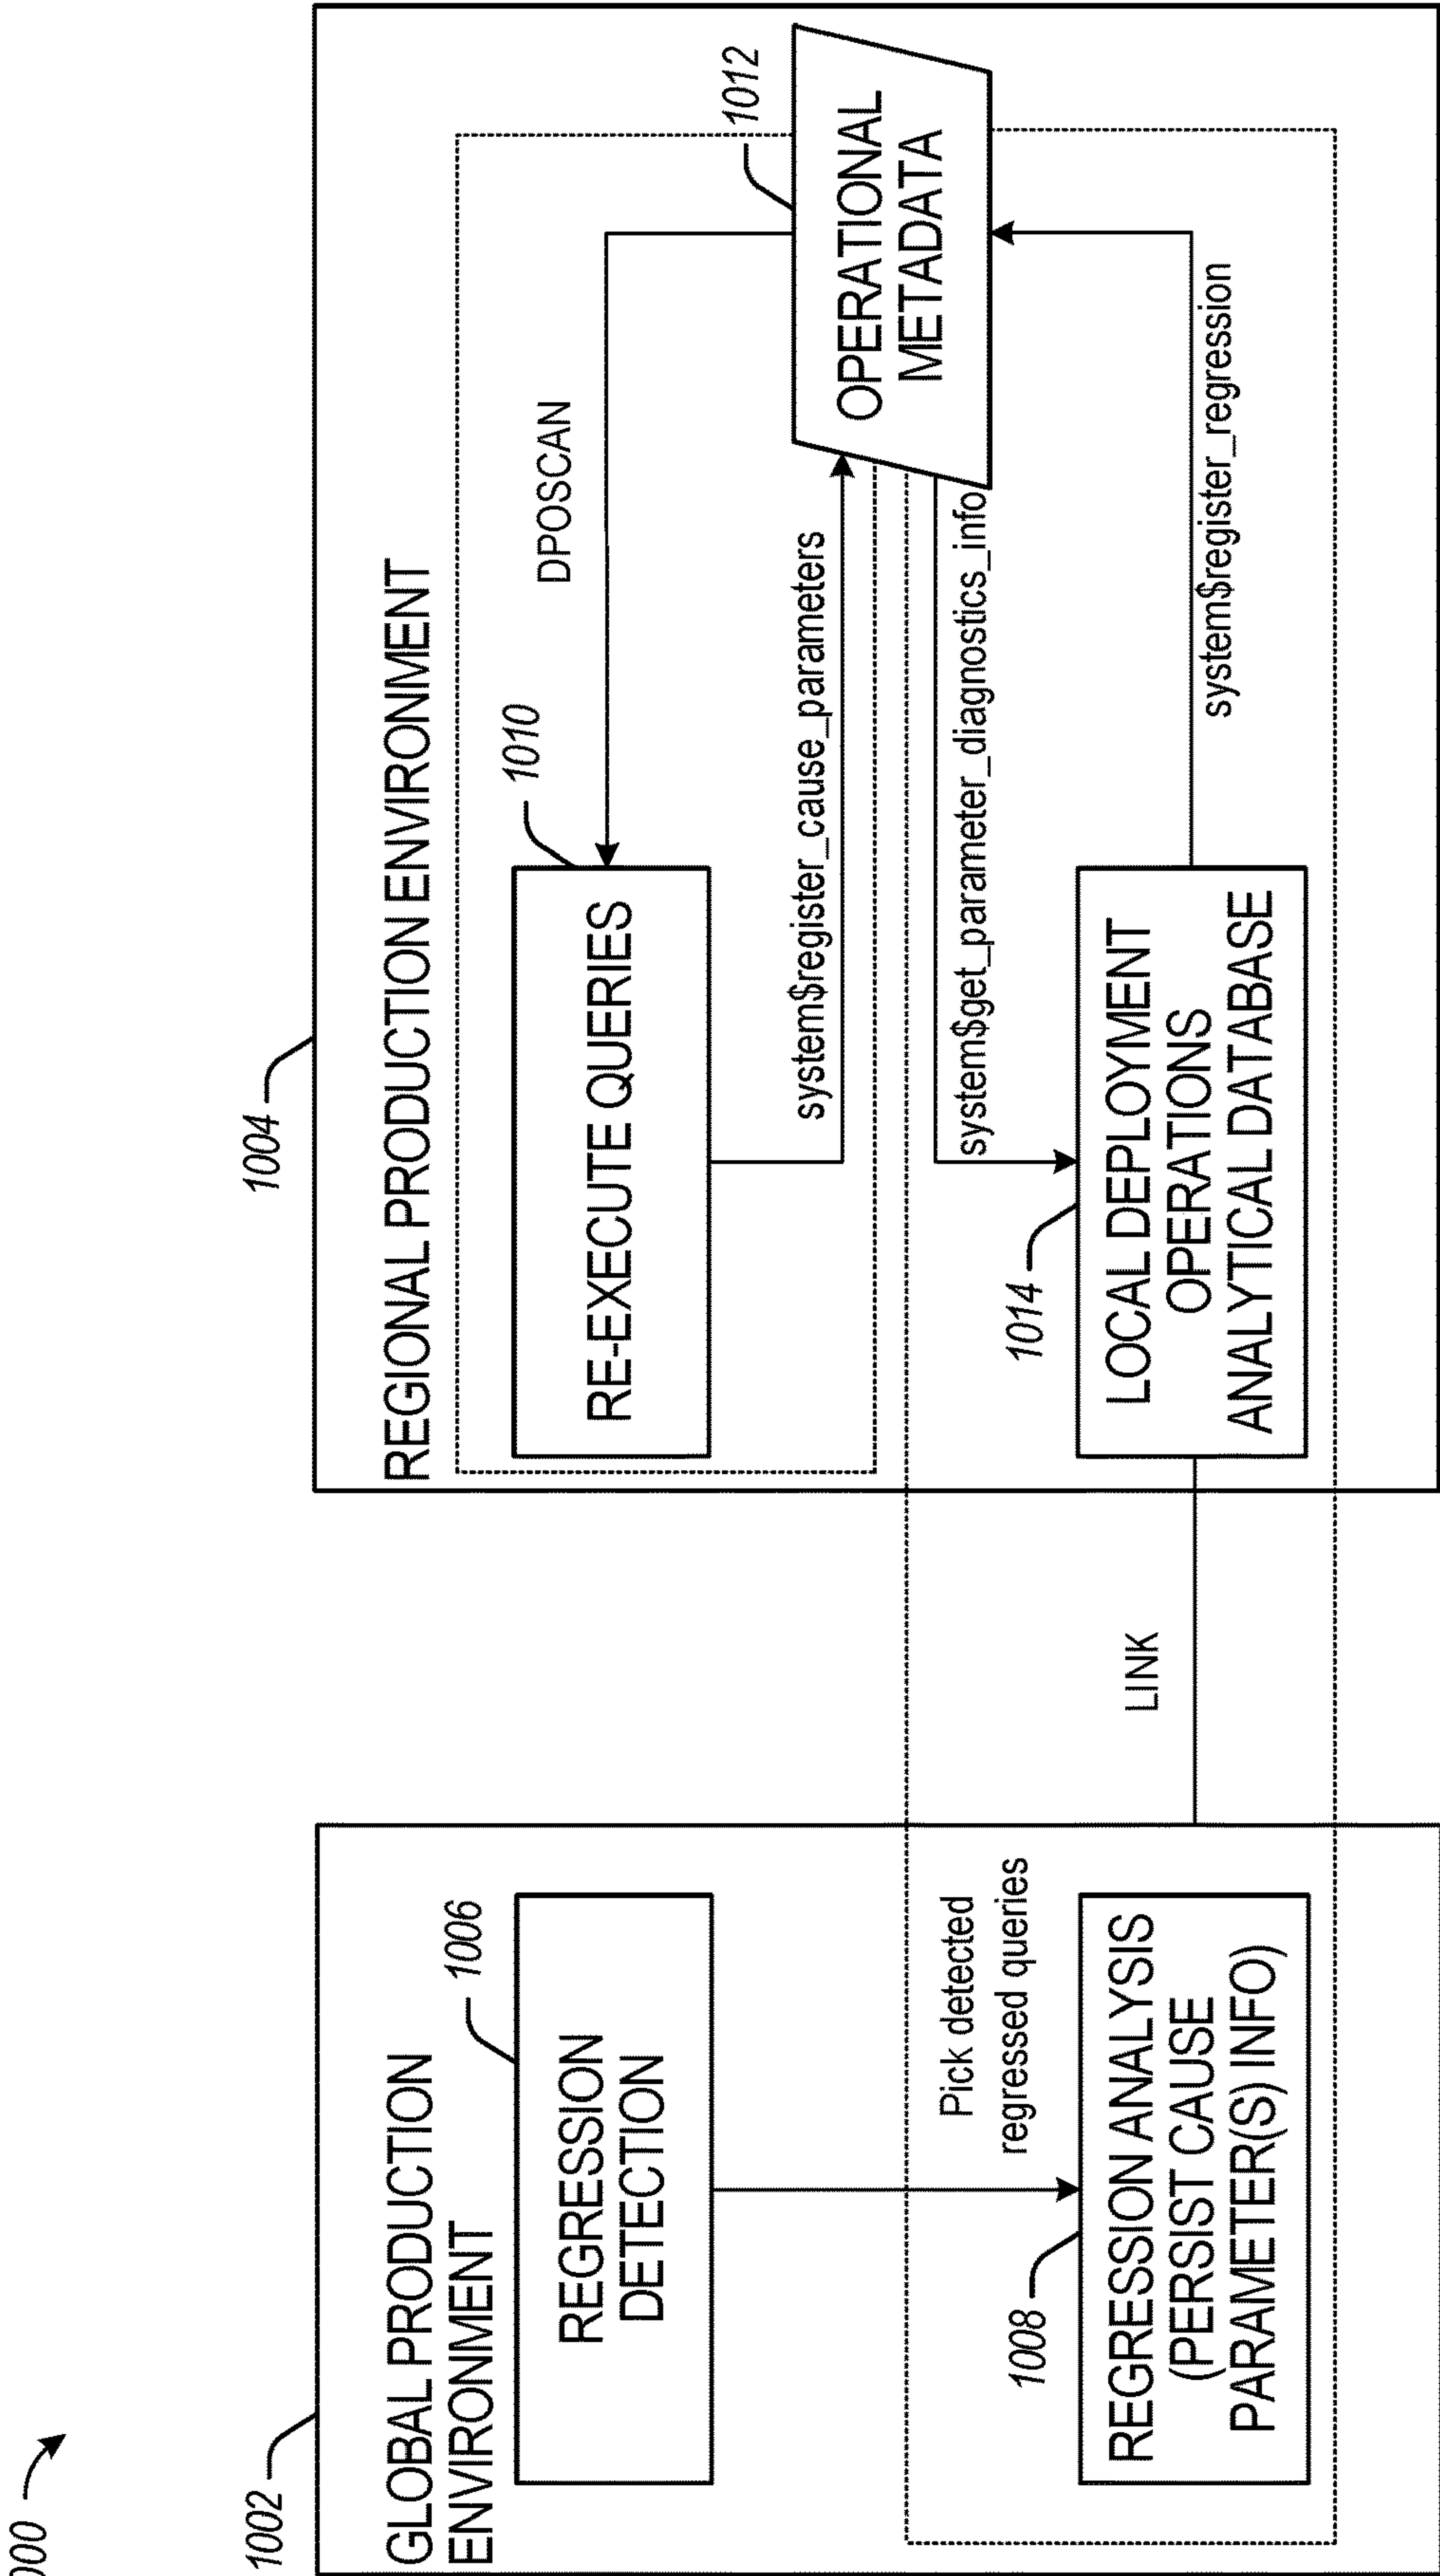 000
1002
GLOBAL PRODUCTION
ENVIRONMENT
1006
REGRESSION
DETECTION
Pick detected
regressed queries
1008
REGRESSION ANALYSIS
(PERSIST CAUSE
PARAMETER(S) INFO)
LINK
1004
REGIONAL PRODUCTION ENVIRONMENT
1010
RE-EXECUTE QUERIES
DPOSCAN
1012
OPERATIONAL
METADATA
system$register_cause_parameters
system$get_parameter_diagnostics_info
1014
LOCAL DEPLOYMENT
OPERATIONS
ANALYTICAL DATABASE
system$register_regression